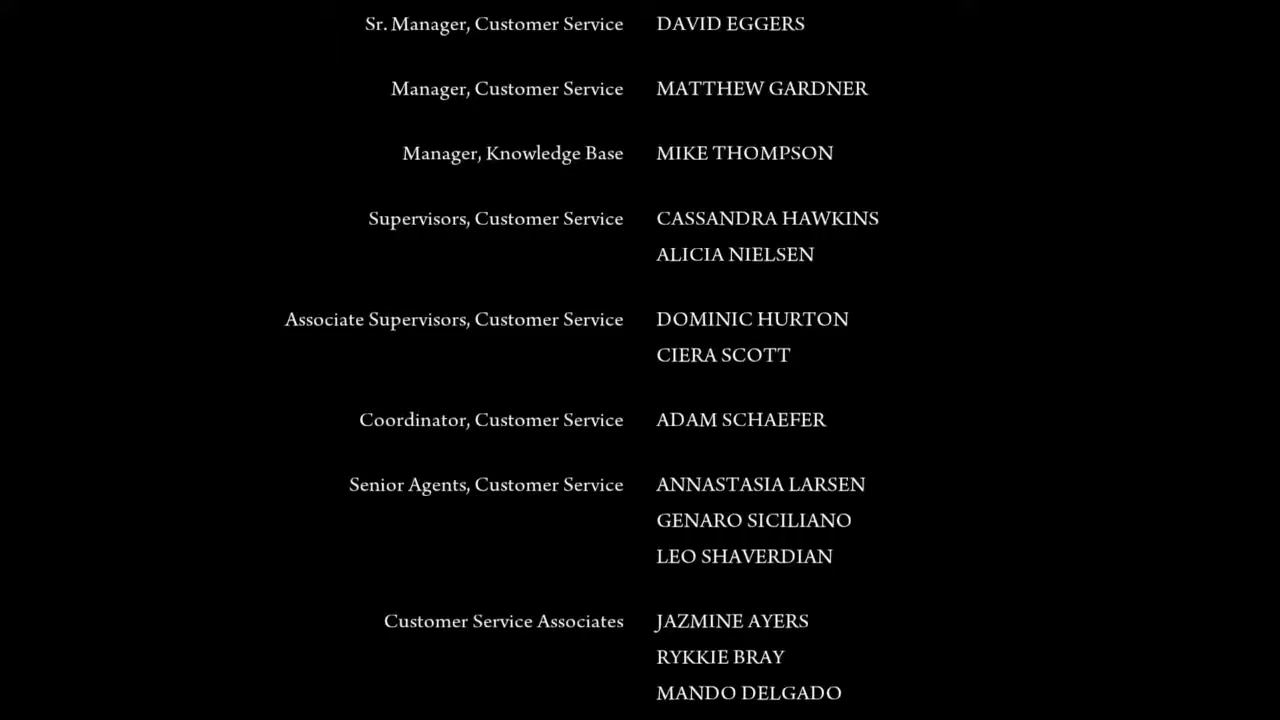 Sr. Manager, Customer Service DAVID EGGERS
Manager, Customer Service MATTHEW GARDNER
Manager, Knowledge Base MIKE THOMPSON
Supervisors, Customer Service CASSANDRA HAWKINS
ALICIA NIELSEN
Associate Supervisors, Customer Service DOMINIC HURTON
CIERA SCOTT
Coordinator, Customer Service ADAM SCHAEFER
Senior Agents, Customer Service ANNASTASIA LARSEN
GENARO SICILIANO
LEO SHAVERDIAN
Customer Service Associates JAZMINE AYERS
RYKKIE BRAY
MANDO DELGADO